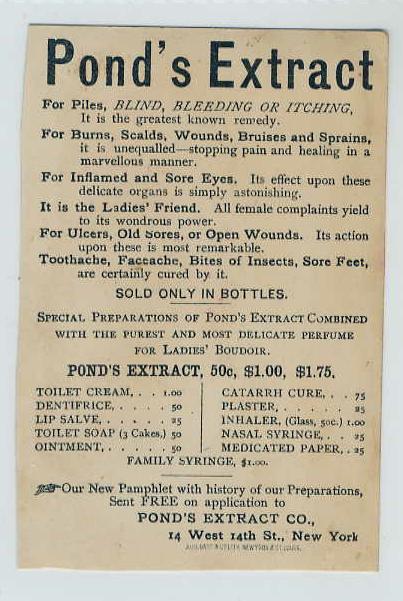 Pond's Extract
For Piles, BLIND, BLEEDING OR ITCHING,
It is the greatest known remedy.
For Burns, Scalds, Wounds, Bruises and Sprains,
it is unequalled—stopping pain and healing in a
marvellous manner.
For Inflamed and Sore Eyes. Its effect upon these
delicate organs is simply astonishing.
It is the Ladies' Friend. All female complaints yield
to its wondrous power.
For Ulcers, Old Sores, or Open Wounds. Its action
upon these is most remarkable.
Toothache, Faceache, Bites of Insects, Sore Feet,
are certainly cured by it.
SOLD ONLY IN BOTTLES.
SPECIAL PREPARATIONS OF POND'S EXTRACT COMBINED
WITH THE PUREST AND MOST DELICATE PERFUME
FOR LADIES' BOUDOIR.
POND'S EXTRACT, 50c, $1.00, $1.75.
TOILET CREAM, . . 1.00
DENTIFRICE, . . . . 50
LIP SALVE, . . . . . 25
TOILET SOAP (3 Cakes,) 50
OINTMENT, . . . . . 50
CATARRH CURE, . . 75
PLASTER, . . . . . 25
INHALER, (Glass, 50c.) 1.00
NASAL SYRINGE, . . 25
MEDICATED PAPER, . . 25
FAMILY SYRINGE, $1.00.
Our New Pamphlet with history of our Preparations,
Sent FREE on application to
POND'S EXTRACT CO.,
14 West 14th St., New York